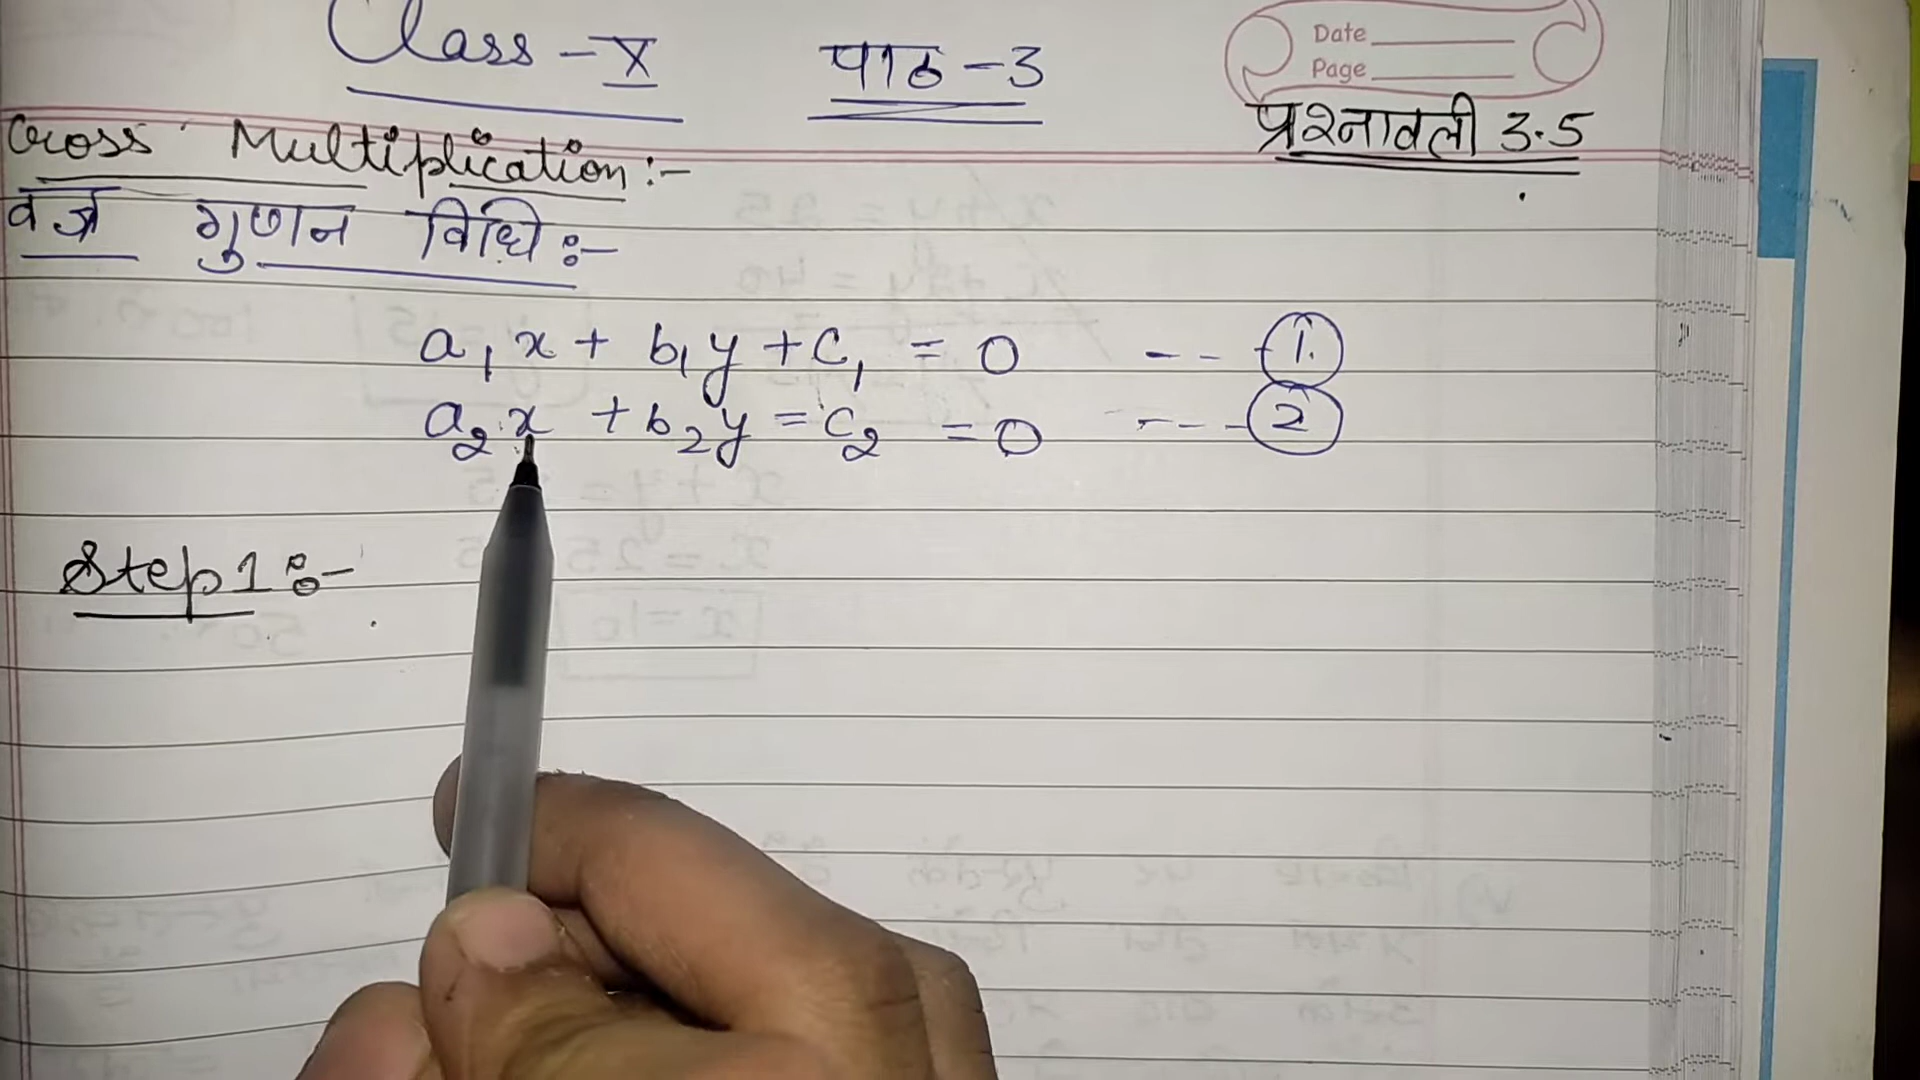 Class - X पाठ - 3
Date
Page
प्रश्नावली 3.5
Cross Multiplication :-
वज्र गुणन विधि :-
a₁x + b₁y + c₁ = 0 --- ①
a₂x + b₂y = c₂ = 0 --- ②
Step 1 :-